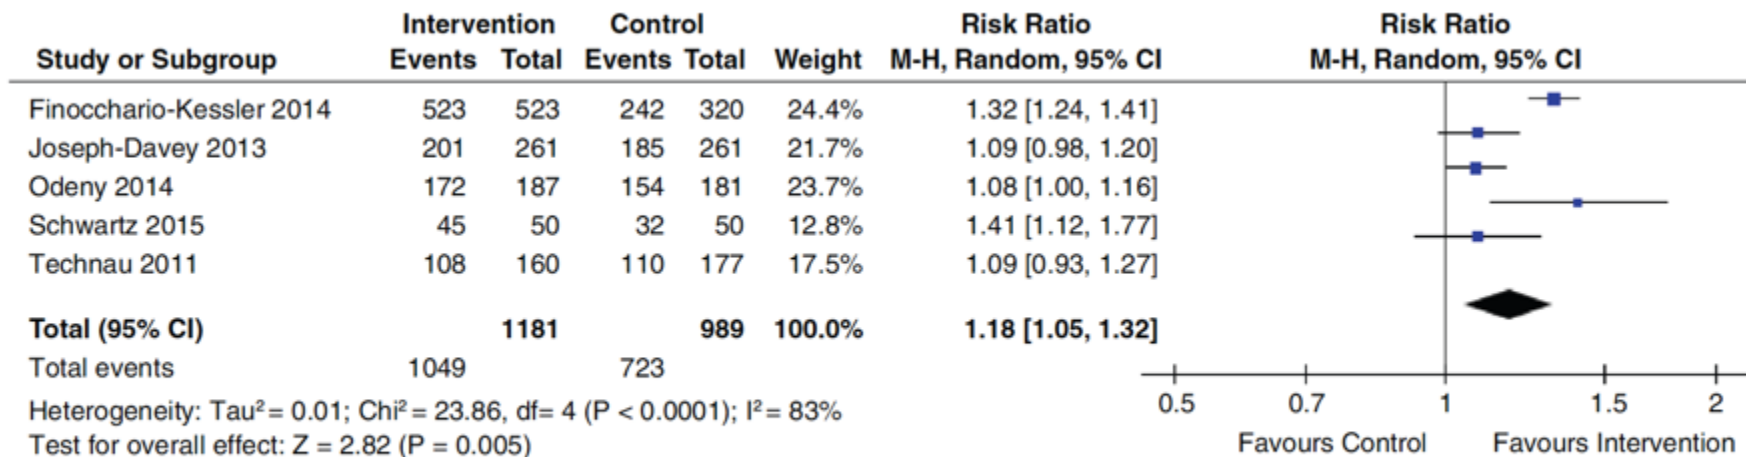 Intervention Control Risk Ratio Risk Ratio
Study or Subgroup Events Total Events Total Weight M-H, Random, 95% CI M-H, Random, 95% CI
Finocchario-Kessler 2014 523 523 242 320 24.4% 1.32 [1.24, 1.41]
Joseph-Davey 2013 201 261 185 261 21.7% 1.09 [0.98, 1.20]
Odeny 2014 172 187 154 181 23.7% 1.08 [1.00, 1.16]
Schwartz 2015 45 50 32 50 12.8% 1.41 [1.12, 1.77]
Technau 2011 108 160 110 177 17.5% 1.09 [0.93, 1.27]
Total (95% CI) 1181 989 100.0% 1.18 [1.05, 1.32]
Total events 1049 723
Heterogeneity: Tau² = 0.01; Chi² = 23.86, df= 4 (P < 0.0001); I² = 83%
Test for overall effect: Z = 2.82 (P = 0.005)
0.5 0.7 1 1.5 2
Favours Control Favours Intervention